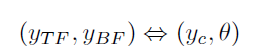 (y_{TF}, y_{BF}) ⇔ (y_c, θ)